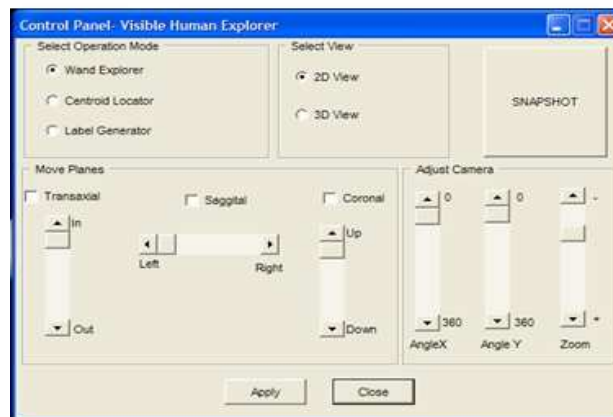 Control Panel- Visible Human Explorer
Select Operation Mode
Wand Explorer
Centroid Locator
Label Generator
Select View
2D View
3D View
SNAPSHOT
Move Planes
Transaxial
In
Out
Saggital
Left
Right
Coronal
Up
Down
Adjust Camera
0
360
AngleX
0
360
Angle Y
-
+
Zoom
Apply
Close